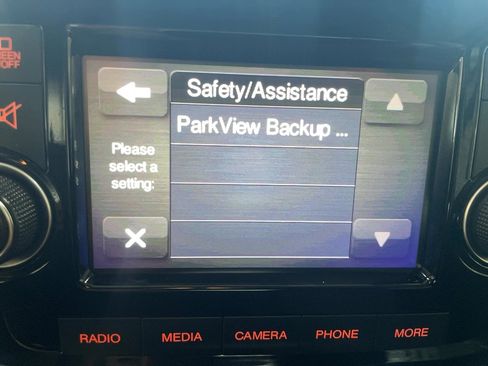 SCREEN
OFF
Safety/Assistance
ParkView Backup ...
Please
select a
setting:
RADIO
MEDIA
CAMERA
PHONE
MORE